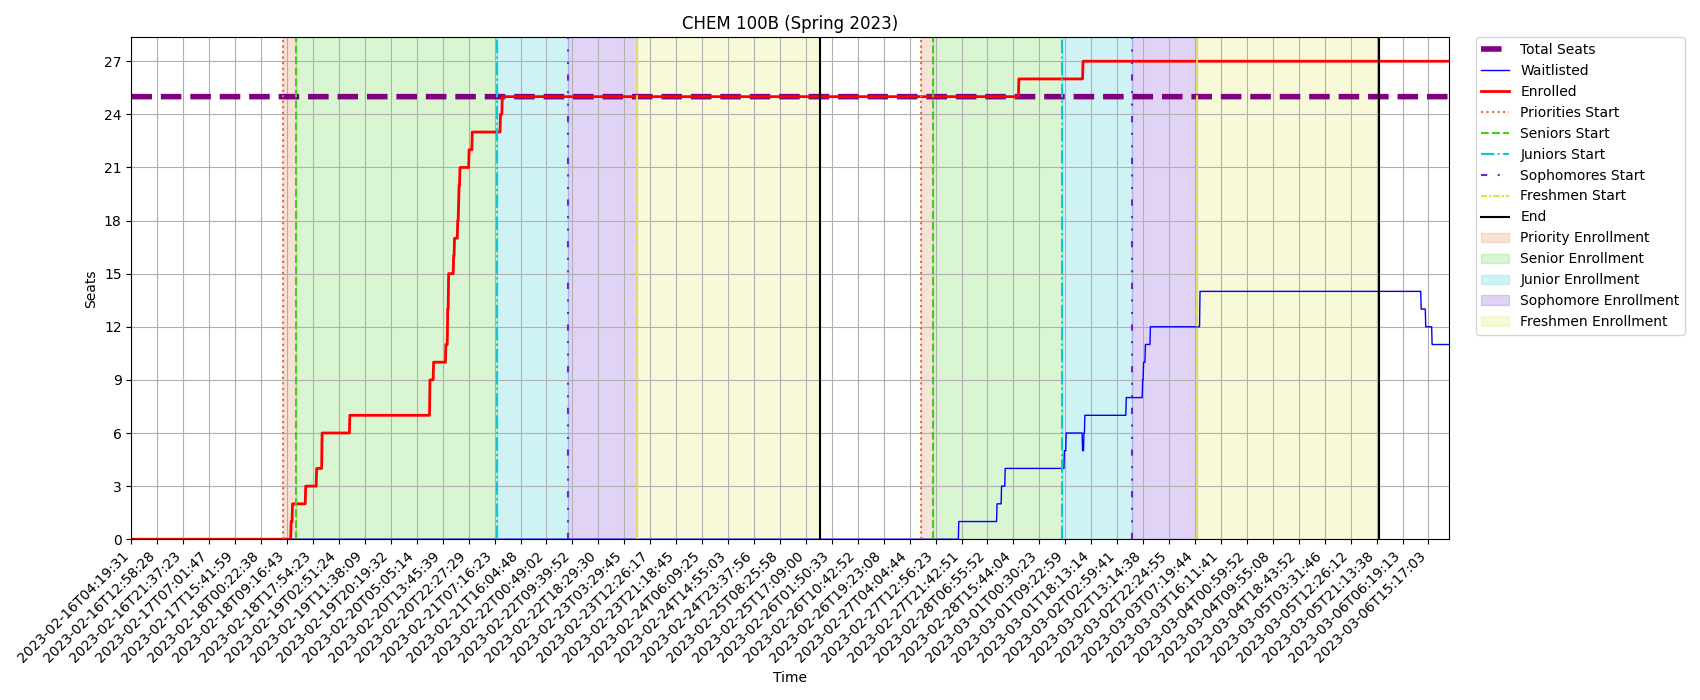 CHEM 100B (Spring 2023)
Seats
27
24
21
18
15
12
9
6
3
0
2023-02-16T04:19:31
2023-02-16T12:58:28
2023-02-16T21:37:23
2023-02-17T07:01:47
2023-02-17T15:41:59
2023-02-18T00:22:38
2023-02-18T09:16:43
2023-02-18T17:54:23
2023-02-19T02:51:24
2023-02-19T11:38:09
2023-02-19T20:19:32
2023-02-20T05:05:14
2023-02-20T13:45:39
2023-02-20T22:27:29
2023-02-21T07:16:23
2023-02-21T16:04:48
2023-02-22T00:49:02
2023-02-22T09:39:52
2023-02-22T18:29:30
2023-02-23T03:29:45
2023-02-23T12:26:17
2023-02-23T21:18:45
2023-02-24T06:09:25
2023-02-24T14:55:03
2023-02-24T23:37:56
2023-02-25T08:25:58
2023-02-25T17:09:00
2023-02-26T01:50:33
2023-02-26T10:42:52
2023-02-26T19:23:08
2023-02-27T04:04:44
2023-02-27T12:56:23
2023-02-27T21:42:51
2023-02-28T06:55:52
2023-02-28T15:44:04
2023-03-01T00:30:23
2023-03-01T09:22:59
2023-03-01T18:13:14
2023-03-02T02:59:41
2023-03-02T13:14:38
2023-03-02T22:24:55
2023-03-03T07:19:44
2023-03-03T16:11:41
2023-03-04T00:59:52
2023-03-04T09:55:08
2023-03-04T18:43:52
2023-03-05T03:31:46
2023-03-05T12:26:12
2023-03-05T21:13:38
2023-03-06T06:19:13
2023-03-06T15:17:03
Time
Total Seats
Waitlisted
Enrolled
Priorities Start
Seniors Start
Juniors Start
Sophomores Start
Freshmen Start
End
Priority Enrollment
Senior Enrollment
Junior Enrollment
Sophomore Enrollment
Freshmen Enrollment